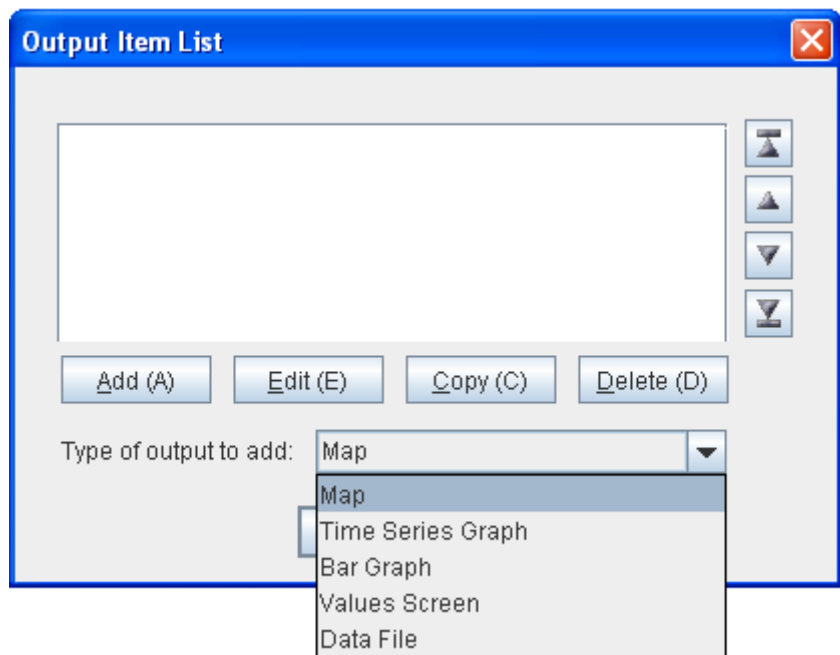 Output Item List
Add (A) Edit (E) Copy (C) Delete (D)
Type of output to add: Map
Map
Time Series Graph
Bar Graph
Values Screen
Data File